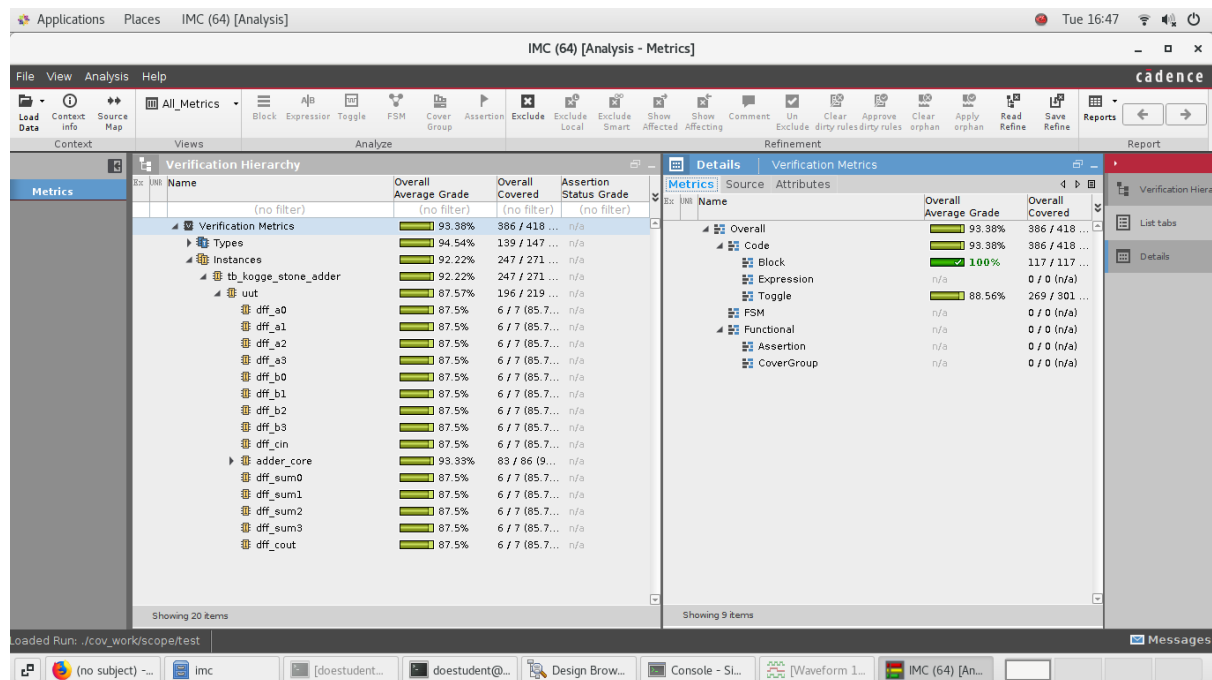 Applications Places IMC (64) [Analysis] Tue 16:47
IMC (64) [Analysis - Metrics]
File View Analysis Help cādence
Load Data Context info Source Map All_Metrics Block Expression Toggle FSM Cover Group Assertion Exclude Exclude Local Exclude Smart Show Affected Show Affecting Comment Un Exclude Clear dirty rules Approve dirty rules Clear orphan Apply orphan Read Refine Save Refine Reports
Context Views Analyze Refinement Report
Metrics
Verification Hierarchy
Ex UNR Name Overall Average Grade Overall Covered Assertion Status Grade
(no filter) (no filter) (no filter) (no filter)
Verification Metrics 93.38% 386 / 418 ... n/a
Types 94.54% 139 / 147 ... n/a
Instances 92.22% 247 / 271 ... n/a
tb_kogge_stone_adder 92.22% 247 / 271 ... n/a
uut 87.57% 196 / 219 ... n/a
dff_a0 87.5% 6 / 7 (85.7... n/a
dff_a1 87.5% 6 / 7 (85.7... n/a
dff_a2 87.5% 6 / 7 (85.7... n/a
dff_a3 87.5% 6 / 7 (85.7... n/a
dff_b0 87.5% 6 / 7 (85.7... n/a
dff_b1 87.5% 6 / 7 (85.7... n/a
dff_b2 87.5% 6 / 7 (85.7... n/a
dff_b3 87.5% 6 / 7 (85.7... n/a
dff_cin 87.5% 6 / 7 (85.7... n/a
adder_core 93.33% 83 / 86 (9... n/a
dff_sum0 87.5% 6 / 7 (85.7... n/a
dff_sum1 87.5% 6 / 7 (85.7... n/a
dff_sum2 87.5% 6 / 7 (85.7... n/a
dff_sum3 87.5% 6 / 7 (85.7... n/a
dff_cout 87.5% 6 / 7 (85.7... n/a
Showing 20 items
Details Verification Metrics
Metrics Source Attributes
Ex UNR Name Overall Average Grade Overall Covered
Overall 93.38% 386 / 418 ...
Code 93.38% 386 / 418 ...
Block 100% 117 / 117 ...
Expression n/a 0 / 0 (n/a)
Toggle 88.56% 269 / 301 ...
FSM n/a 0 / 0 (n/a)
Functional n/a 0 / 0 (n/a)
Assertion n/a 0 / 0 (n/a)
CoverGroup n/a 0 / 0 (n/a)
Showing 9 items
Verification Hiera
List tabs
Details
Loaded Run: ./cov_work/scope/test Messages
(no subject) -... imc [doestudent... doestudent@... Design Brow... Console - Si... [Waveform 1... IMC (64) [An...